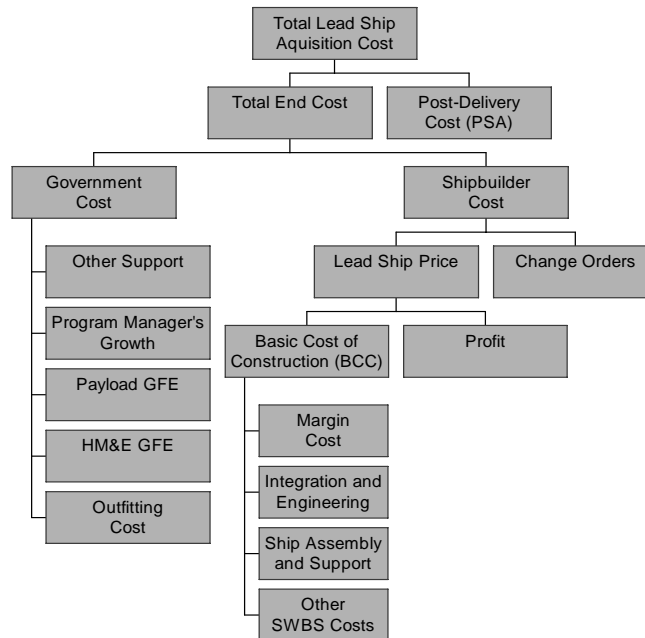 Total Lead Ship
Aquisition Cost
Total End Cost
Post-Delivery
Cost (PSA)
Government
Cost
Shipbuilder
Cost
Other Support
Lead Ship Price
Change Orders
Program Manager's
Growth
Basic Cost of
Construction (BCC)
Profit
Payload GFE
Margin
Cost
HM&E GFE
Integration and
Engineering
Outfitting
Cost
Ship Assembly
and Support
Other
SWBS Costs